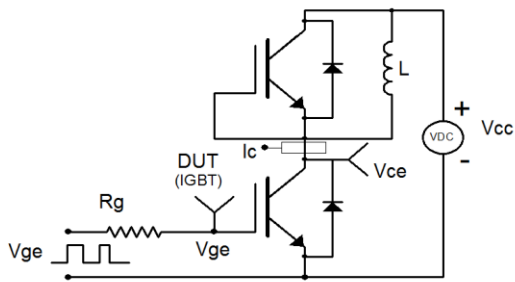 L
+
VDC
Vcc
-
Ic
DUT
(IGBT)
Vce
Rg
Vge
Vge